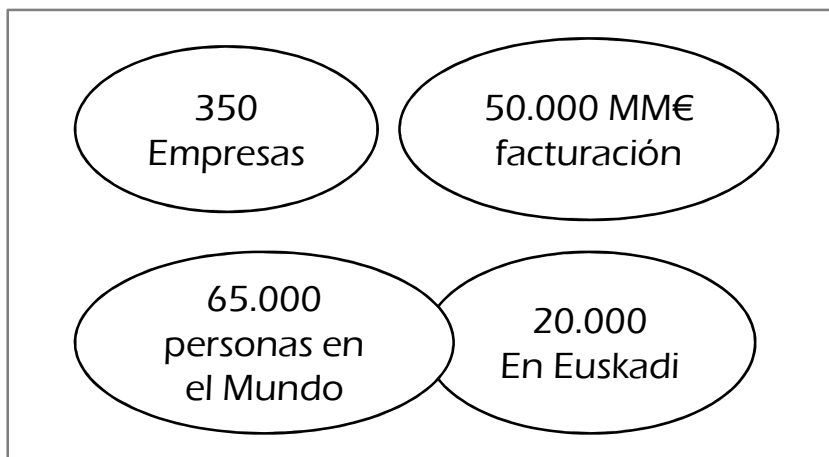 350
Empresas
50.000 MM€
facturación
65.000
personas en
el Mundo
20.000
En Euskadi